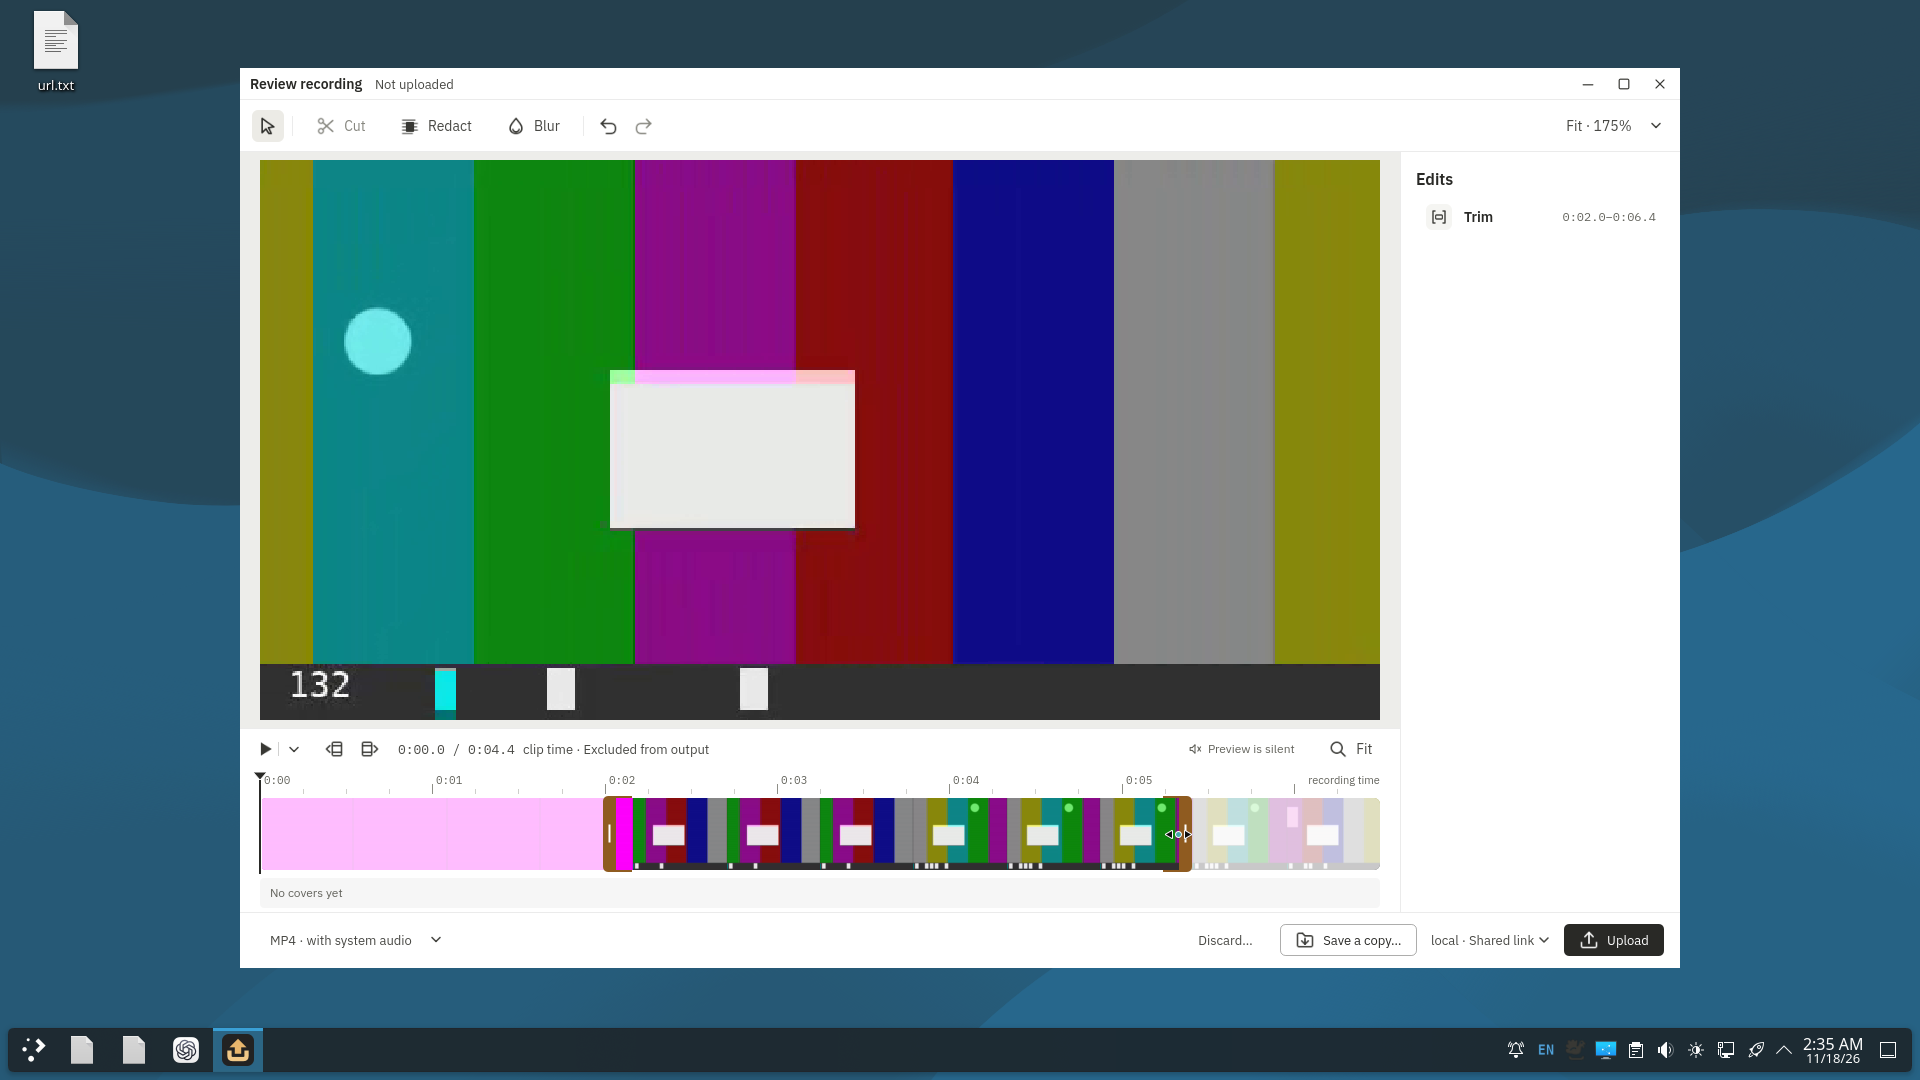 url.txt
Review recording Not uploaded
Cut Redact Blur Fit · 175%
Edits
Trim 0:02.0–0:06.4
132
0:00.0 / 0:04.4 clip time · Excluded from output Preview is silent Fit
0:00 0:01 0:02 0:03 0:04 0:05 recording time
No covers yet
MP4 · with system audio Discard... Save a copy... local · Shared link Upload
EN 2:35 AM
11/18/26